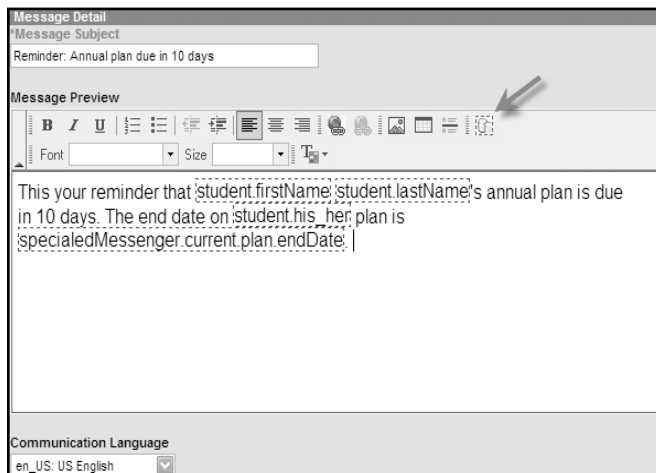 Message Detail
*Message Subject
Reminder: Annual plan due in 10 days
Message Preview
B I U
Font Size T
This your reminder that student.firstName student.lastName's annual plan is due
in 10 days. The end date on student.his_her plan is
specialedMessenger.current.plan.endDate.
Communication Language
en_US: US English